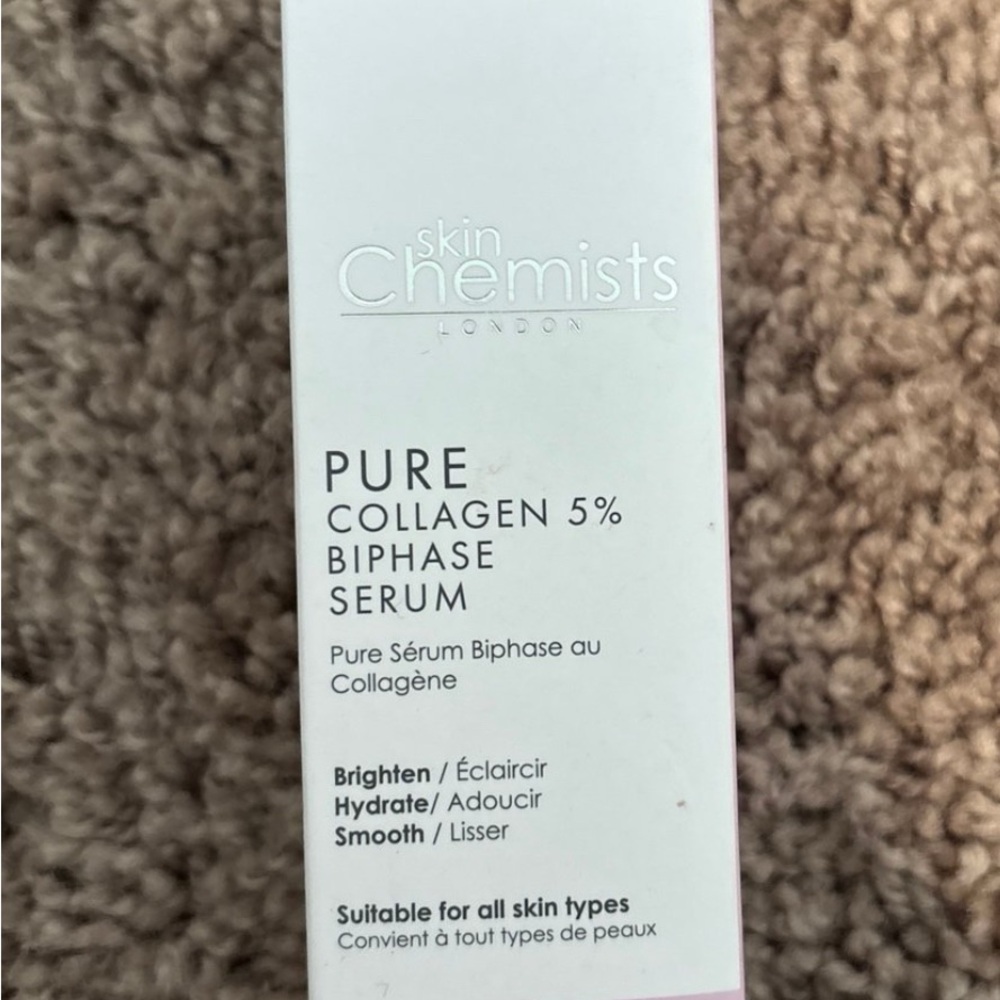 skin
Chemists
LONDON
PURE
COLLAGEN 5%
BIPHASE
SERUM
Pure Sérum Biphase au
Collagène
Brighten / Éclaircir
Hydrate/ Adoucir
Smooth / Lisser
Suitable for all skin types
Convient à tout types de peaux